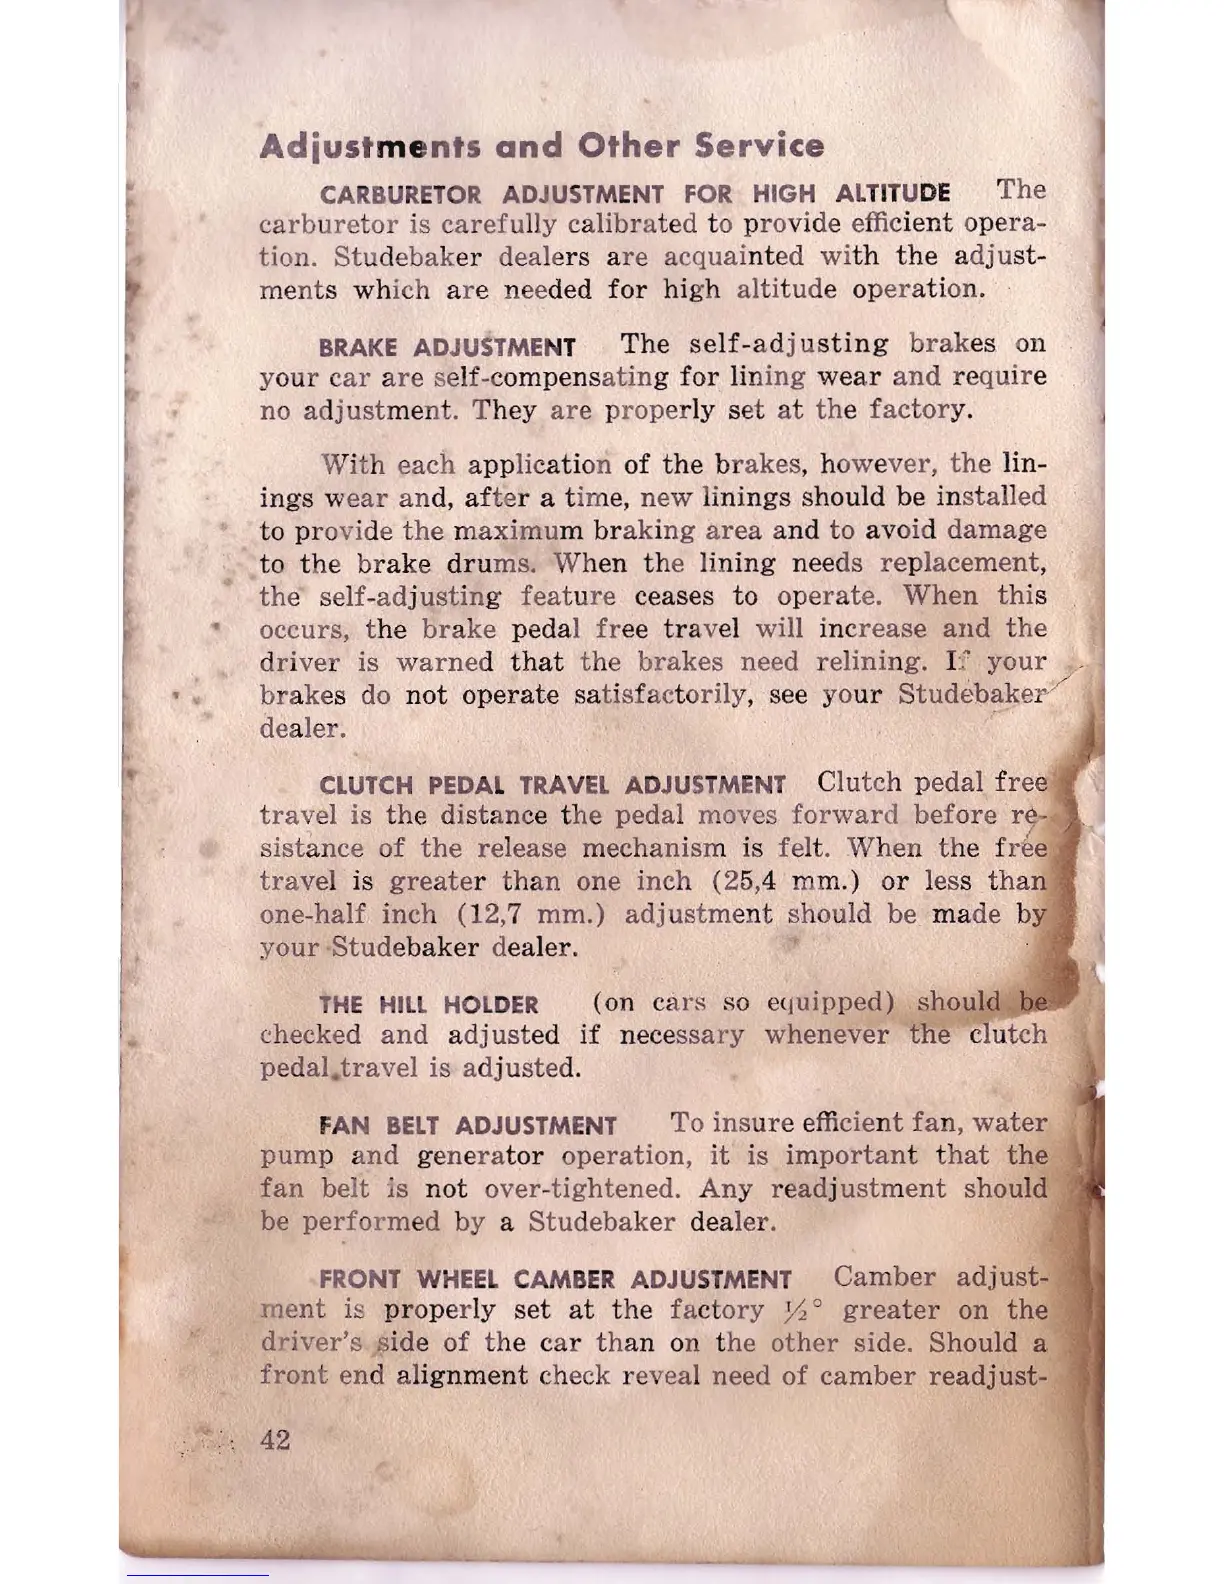 Adjustments and Other Service
CARBURETOR ADJUSTMENT FOR HIGH ALTITUDE The
carburetor is carefully calibrated to provide efficient opera-
tion. Studebaker dealers are acquainted with the adjust-
ments which are needed for high altitude operation.
BRAKE ADJUSTMENT The self-adjusting brakes on
your car are self-compensating for lining wear and require
no adjustment. They are properly set at the factory.
With each application of the brakes, however, the lin-
ings wear and, after a time, new linings should be installed
to provide the maximum braking area and to avoid damage
to the brake drums. When the lining needs replacement,
the self-adjusting feature ceases to operate. When this
occurs, the brake pedal free travel will increase and the
driver is warned that the brakes need relining. If your
brakes do not operate satisfactorily, see your Studebaker
dealer.
CLUTCH PEDAL TRAVEL ADJUSTMENT Clutch pedal free
travel is the distance the pedal moves forward before re-
sistance of the release mechanism is felt. When the free
travel is greater than one inch (25,4 mm.) or less than
one-half inch (12,7 mm.) adjustment should be made by
your Studebaker dealer.
THE HILL HOLDER (on cars so equipped) should be
checked and adjusted if necessary whenever the clutch
pedal travel is adjusted.
FAN BELT ADJUSTMENT To insure efficient fan, water
pump and generator operation, it is important that the
fan belt is not over-tightened. Any readjustment should
be performed by a Studebaker dealer.
FRONT WHEEL CAMBER ADJUSTMENT Camber adjust-
ment is properly set at the factory ½° greater on the
driver's side of the car than on the other side. Should a
front end alignment check reveal need of camber readjust-
42